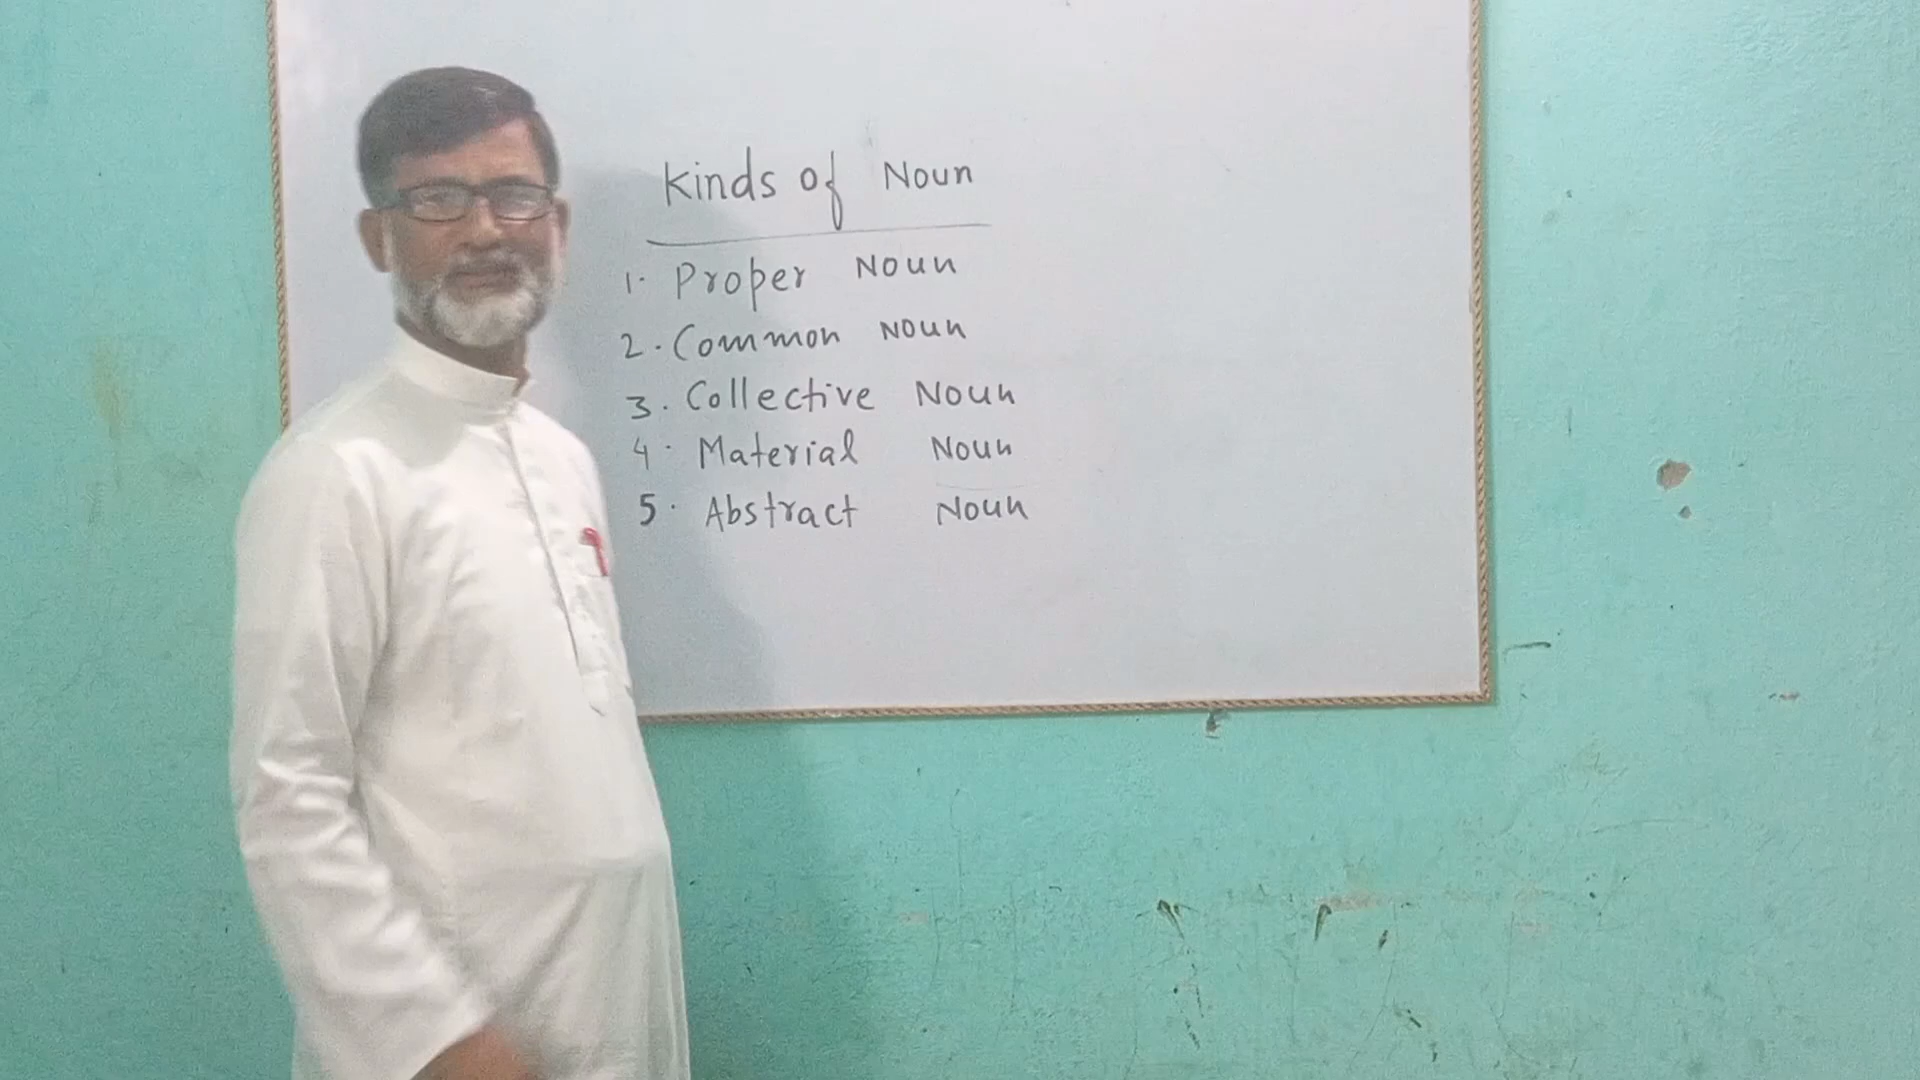 Kinds of Noun
1. Proper Noun
2. Common Noun
3. Collective Noun
4. Material Noun
5. Abstract Noun